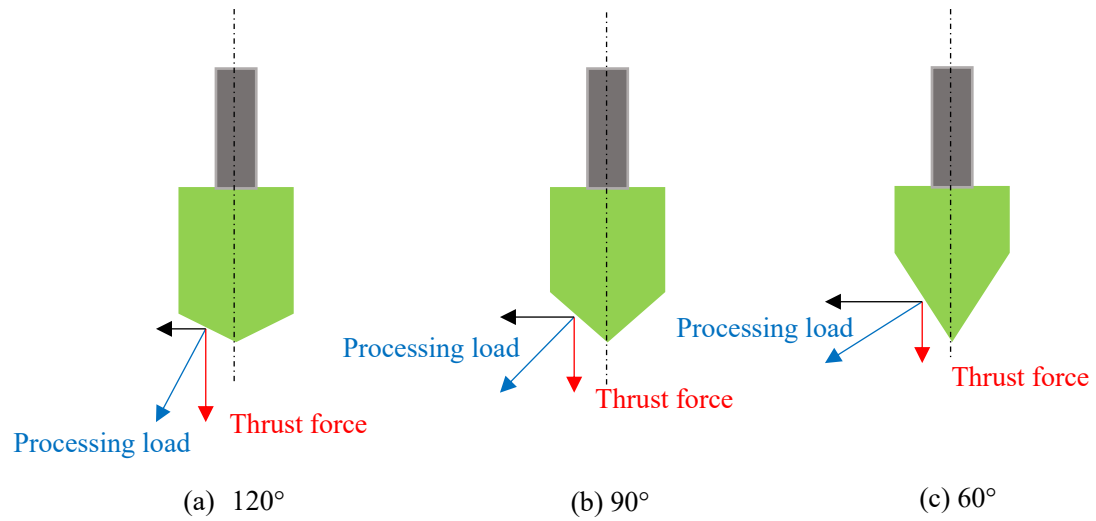 Processing load
Thrust force
(a) 120°
Processing load
Thrust force
(b) 90°
Processing load
Thrust force
(c) 60°